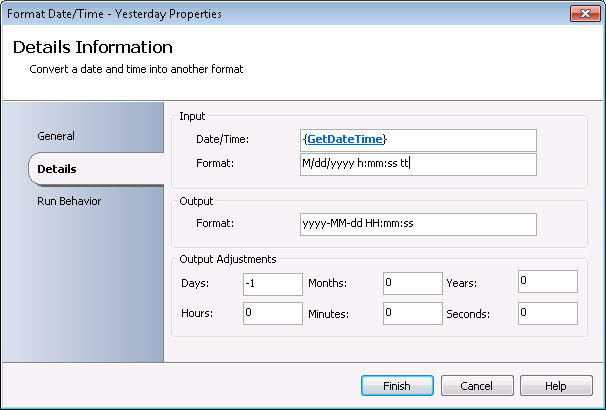 Format Date/Time - Yesterday Properties
Details Information
Convert a date and time into another format
General
Details
Run Behavior
Input
Date/Time: {GetDateTime}
Format: M/dd/yyyy h:mm:ss tt
Output
Format: yyyy-MM-dd HH:mm:ss
Output Adjustments
Days: -1 Months: 0 Years: 0
Hours: 0 Minutes: 0 Seconds: 0
Finish Cancel Help